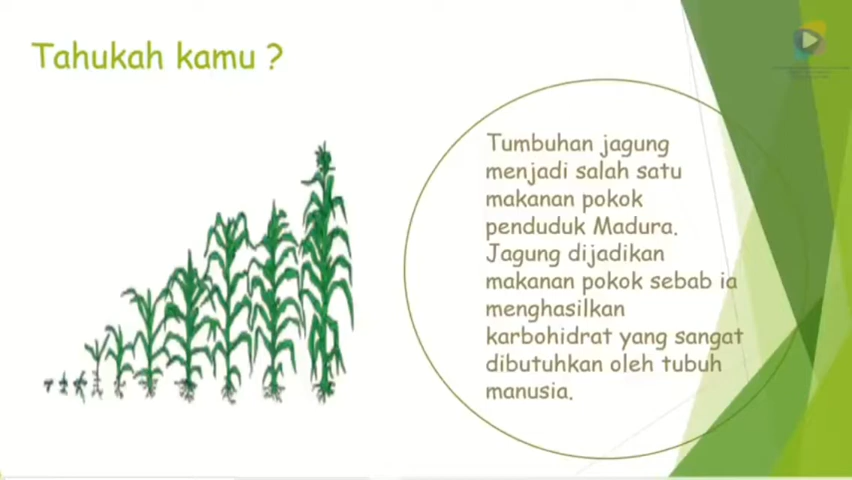 Tahukah kamu ?
Tumbuhan jagung
menjadi salah satu
makanan pokok
penduduk Madura.
Jagung dijadikan
makanan pokok sebab ia
menghasilkan
karbohidrat yang sangat
dibutuhkan oleh tubuh
manusia.